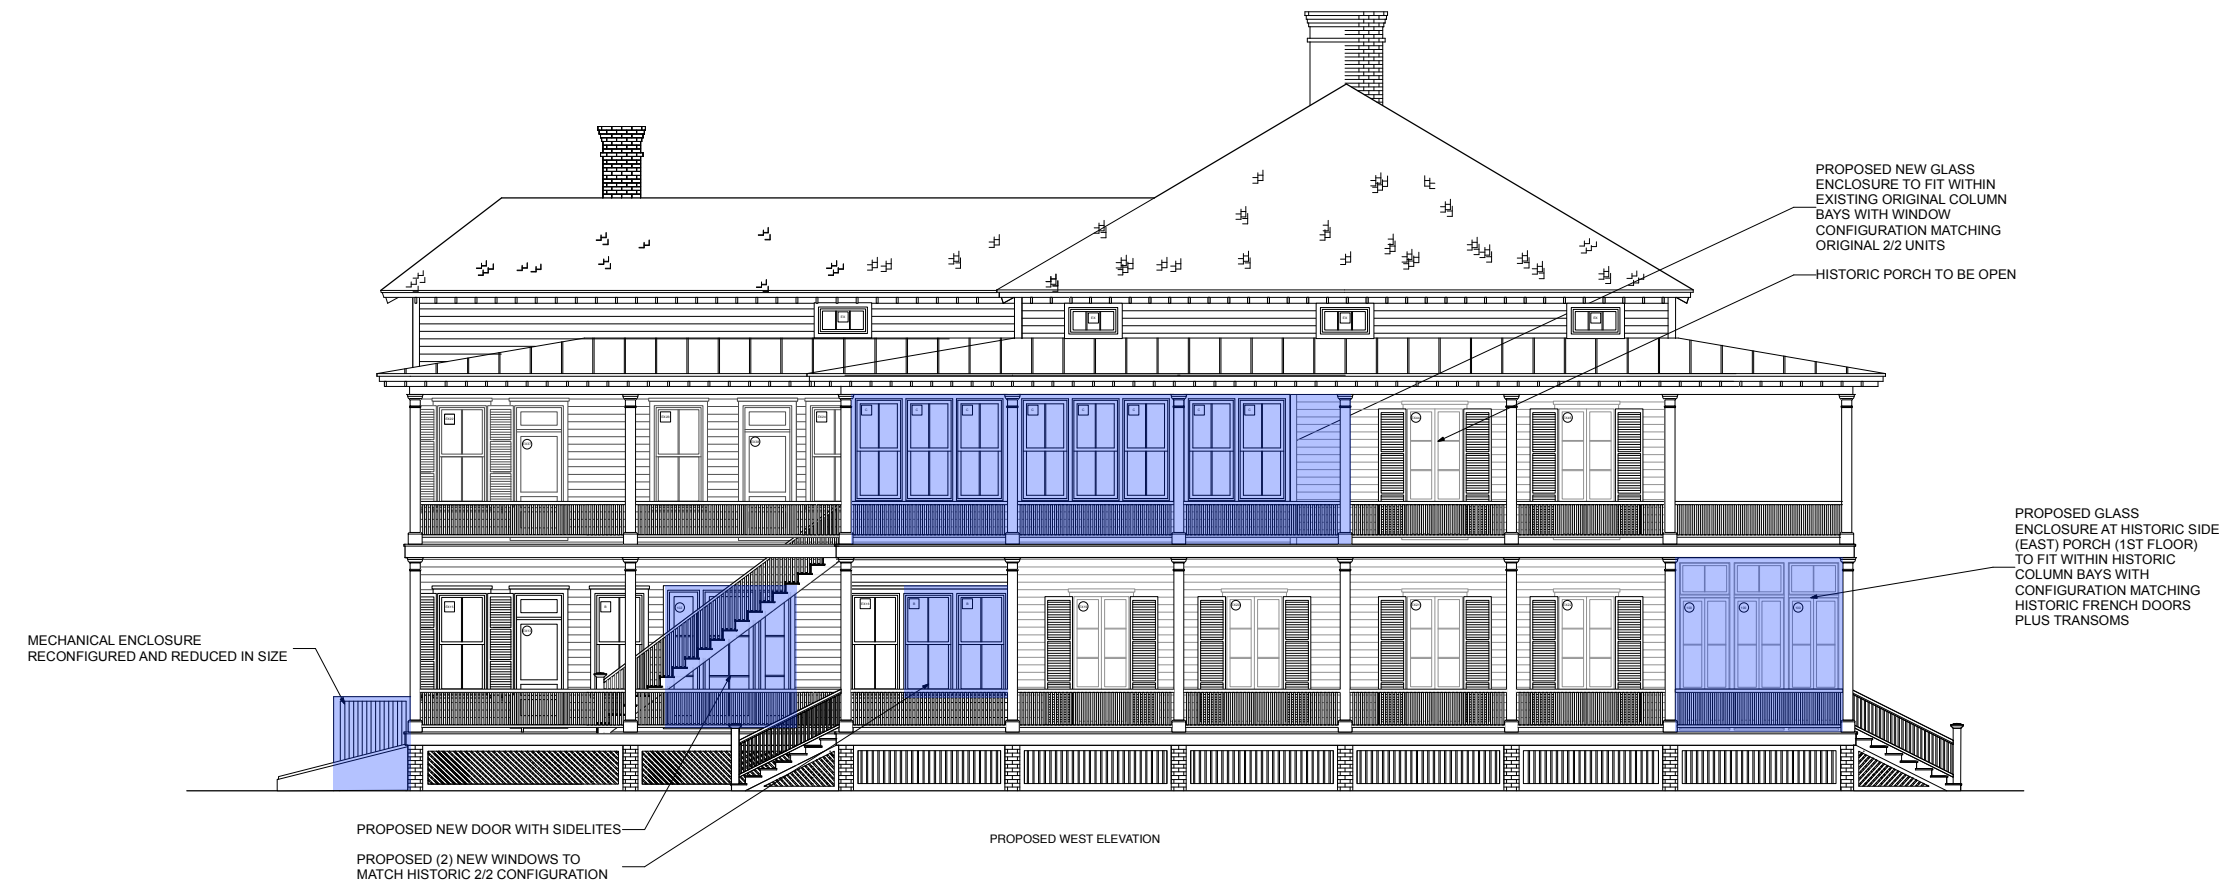 PROPOSED NEW GLASS
ENCLOSURE TO FIT WITHIN
EXISTING ORIGINAL COLUMN
BAYS WITH WINDOW
CONFIGURATION MATCHING
ORIGINAL 2/2 UNITS
HISTORIC PORCH TO BE OPEN
PROPOSED GLASS
ENCLOSURE AT HISTORIC SIDE
(EAST) PORCH (1ST FLOOR)
TO FIT WITHIN HISTORIC
COLUMN BAYS WITH
CONFIGURATION MATCHING
HISTORIC FRENCH DOORS
PLUS TRANSOMS
MECHANICAL ENCLOSURE
RECONFIGURED AND REDUCED IN SIZE
PROPOSED NEW DOOR WITH SIDELITES
PROPOSED WEST ELEVATION
PROPOSED (2) NEW WINDOWS TO
MATCH HISTORIC 2/2 CONFIGURATION